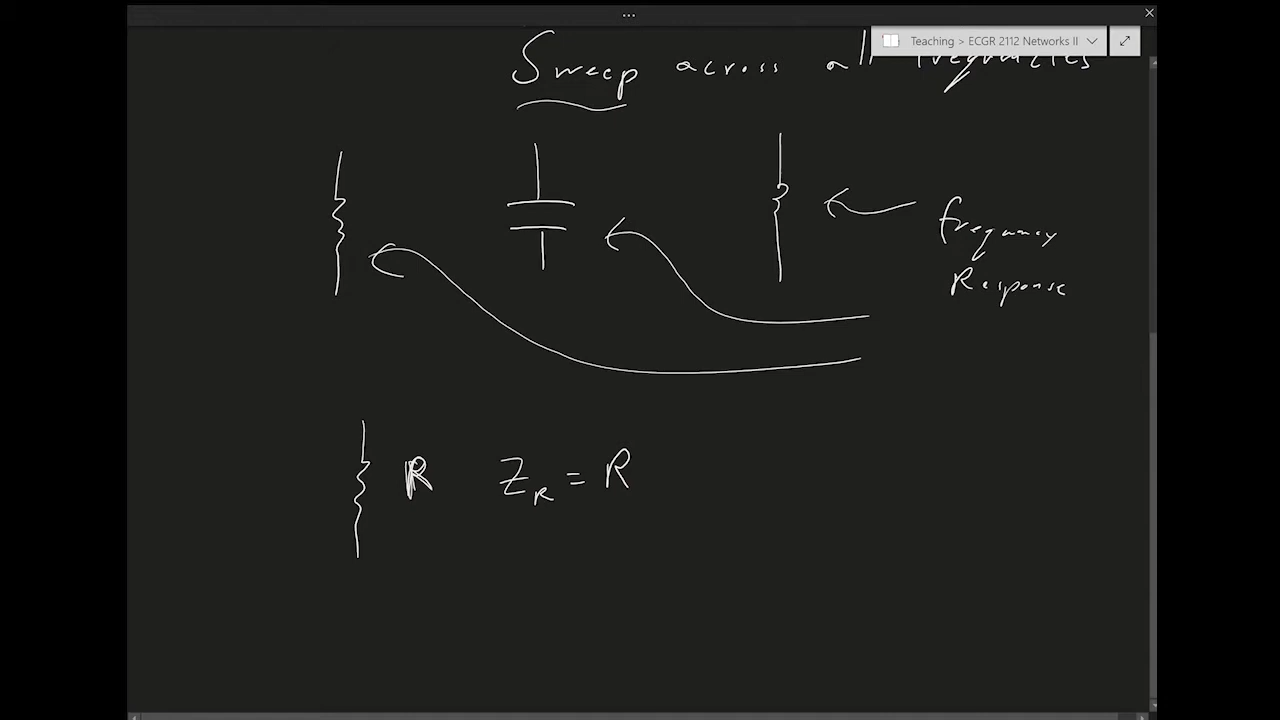 ...
Teaching > ECGR 2112 Networks II
Sweep across all frequencies
frequency
Response
R Z_R = R